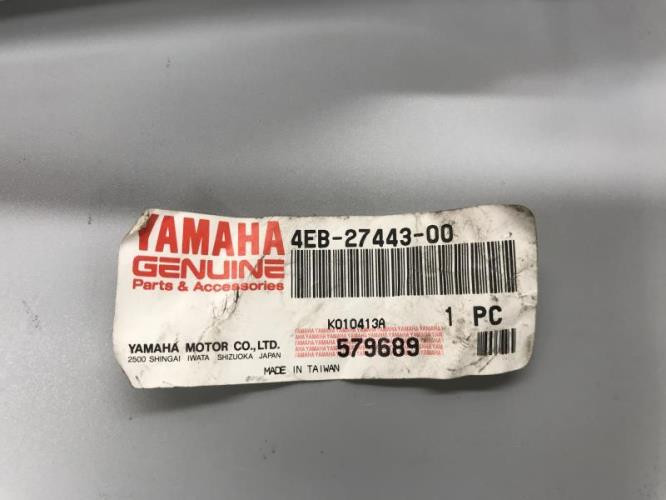 YAMAHA
GENUINE
Parts & Accessories
4EB-27443-00
K010413A
1 PC
579689
YAMAHA MOTOR CO., LTD.
2500 SHINGAI IWATA SHIZUOKA JAPAN
MADE IN TAIWAN